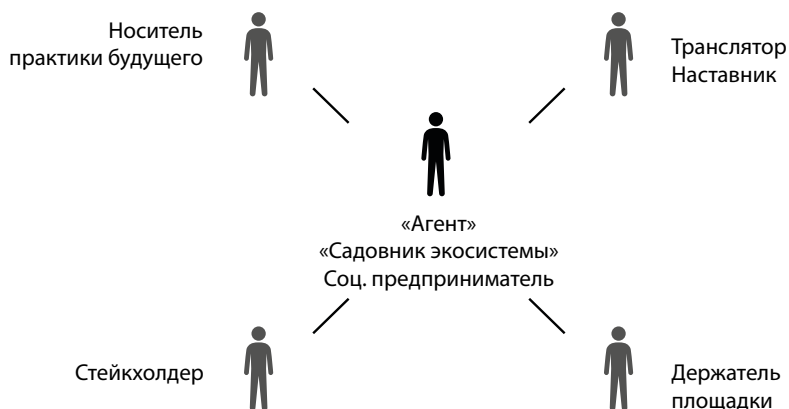 Носитель
практики будущего
Транслятор
Наставник
«Агент»
«Садовник экосистемы»
Соц. предприниматель
Стейкхолдер
Держатель
площадки